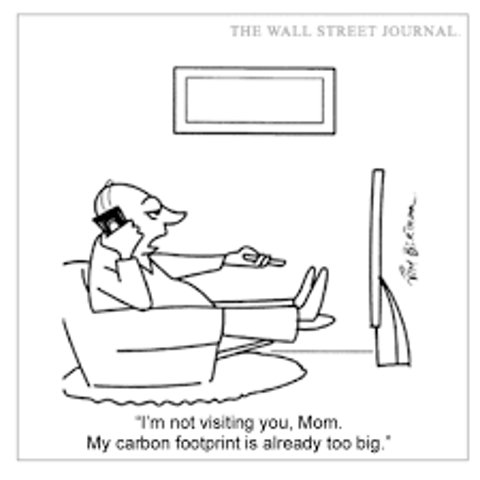 THE WALL STREET JOURNAL.
"I'm not visiting you, Mom.
My carbon footprint is already too big."